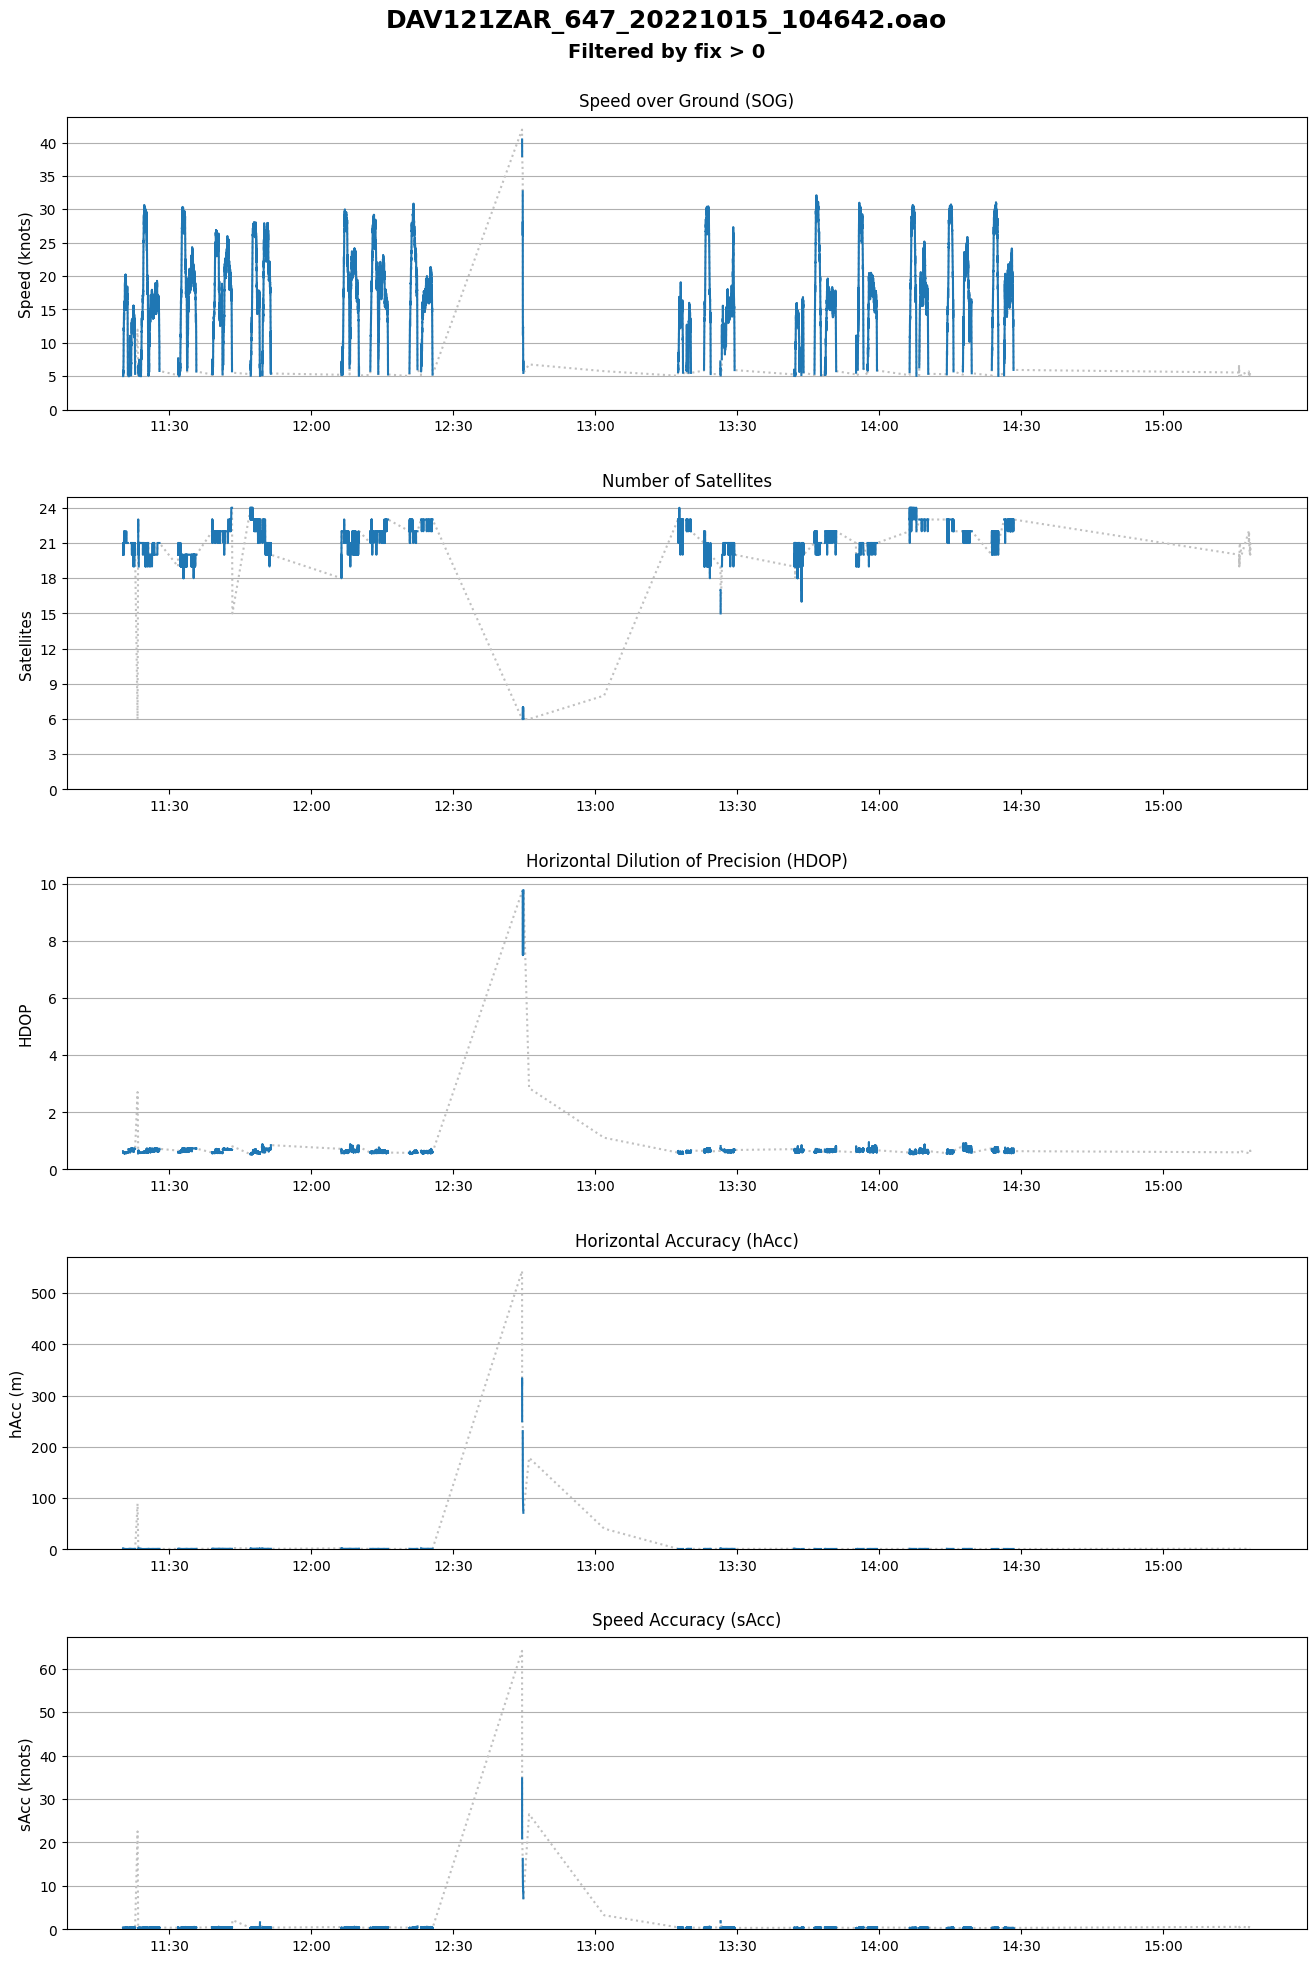 DAV121ZAR_647_20221015_104642.oao
Filtered by fix > 0
Speed over Ground (SOG)
Speed (knots)
40
35
30
25
20
15
10
5
0
11:30 12:00 12:30 13:00 13:30 14:00 14:30 15:00
Number of Satellites
Satellites
24
21
18
15
12
9
6
3
0
11:30 12:00 12:30 13:00 13:30 14:00 14:30 15:00
Horizontal Dilution of Precision (HDOP)
HDOP
10
8
6
4
2
0
11:30 12:00 12:30 13:00 13:30 14:00 14:30 15:00
Horizontal Accuracy (hAcc)
hAcc (m)
500
400
300
200
100
0
11:30 12:00 12:30 13:00 13:30 14:00 14:30 15:00
Speed Accuracy (sAcc)
sAcc (knots)
60
50
40
30
20
10
0
11:30 12:00 12:30 13:00 13:30 14:00 14:30 15:00